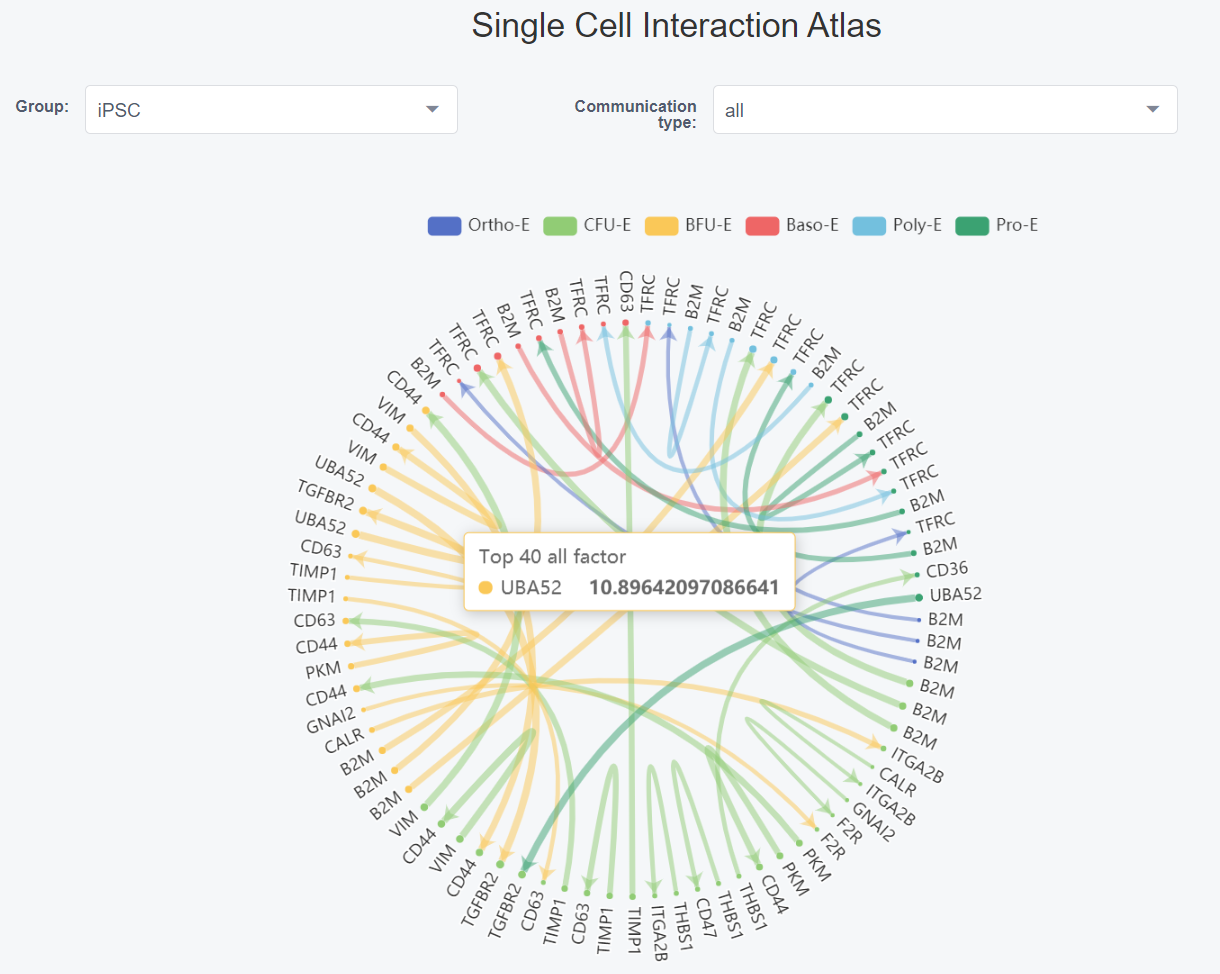 Single Cell Interaction Atlas
Group:
iPSC
Communication
type:
all
Ortho-E
CFU-E
BFU-E
Baso-E
Poly-E
Pro-E
CD63
TFRC
TFRC
B2M
TFRC
B2M
TFRC
TFRC
TFRC
B2M
TFRC
TFRC
B2M
TFRC
TFRC
TFRC
B2M
TFRC
B2M
CD36
UBA52
B2M
B2M
B2M
B2M
B2M
B2M
ITGA2B
CALR
ITGA2B
GNAI2
F2R
F2R
PKM
PKM
CD44
THBS1
THBS1
CD47
THBS1
ITGA2B
TIMP1
TIMP1
CD63
TIMP1
CD63
TGFBR2
TGFBR2
CD44
VIM
CD44
VIM
B2M
B2M
B2M
CALR
GNAI2
CD44
PKM
CD44
CD63
TIMP1
TIMP1
CD63
UBA52
TGFBR2
UBA52
VIM
CD44
VIM
CD44
B2M
TFRC
TFRC
TFRC
B2M
TFRC
B2M
TFRC
TFRC
Top 40 all factor
UBA52 10.89642097086641